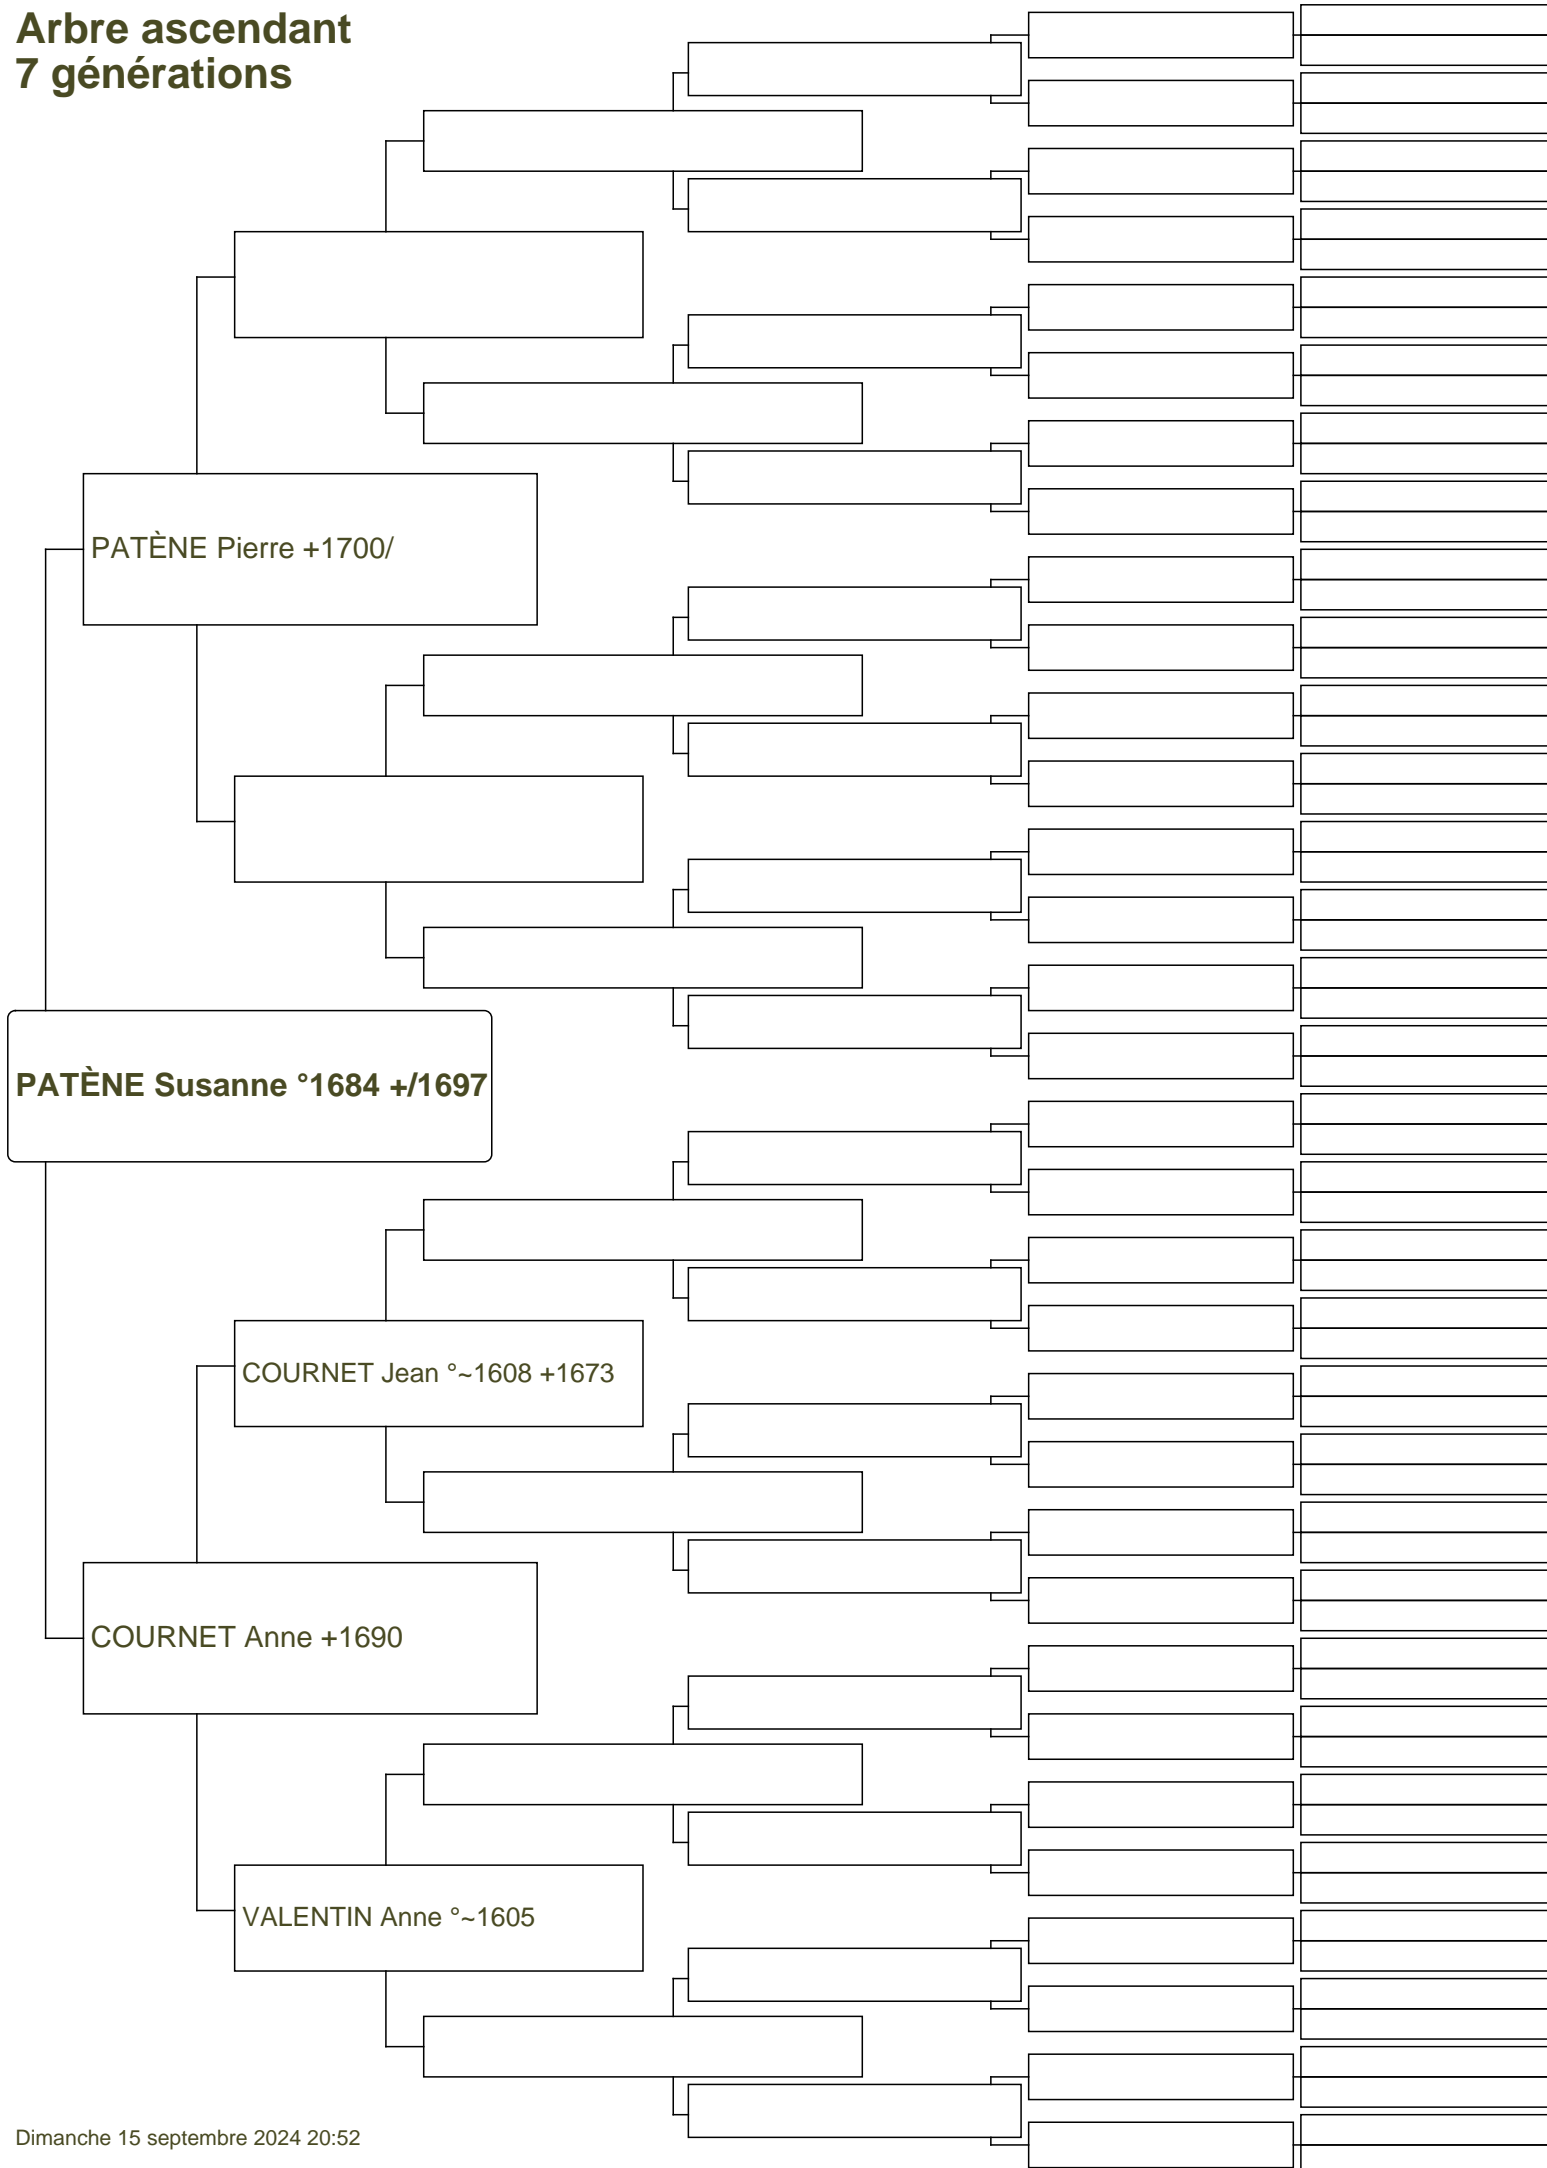 Arbre ascendant
7 générations
PATÈNE Pierre +1700/
PATÈNE Susanne °1684 +/1697
COURNET Jean °~1608 +1673
COURNET Anne +1690
VALENTIN Anne °~1605
Dimanche 15 septembre 2024 20:52